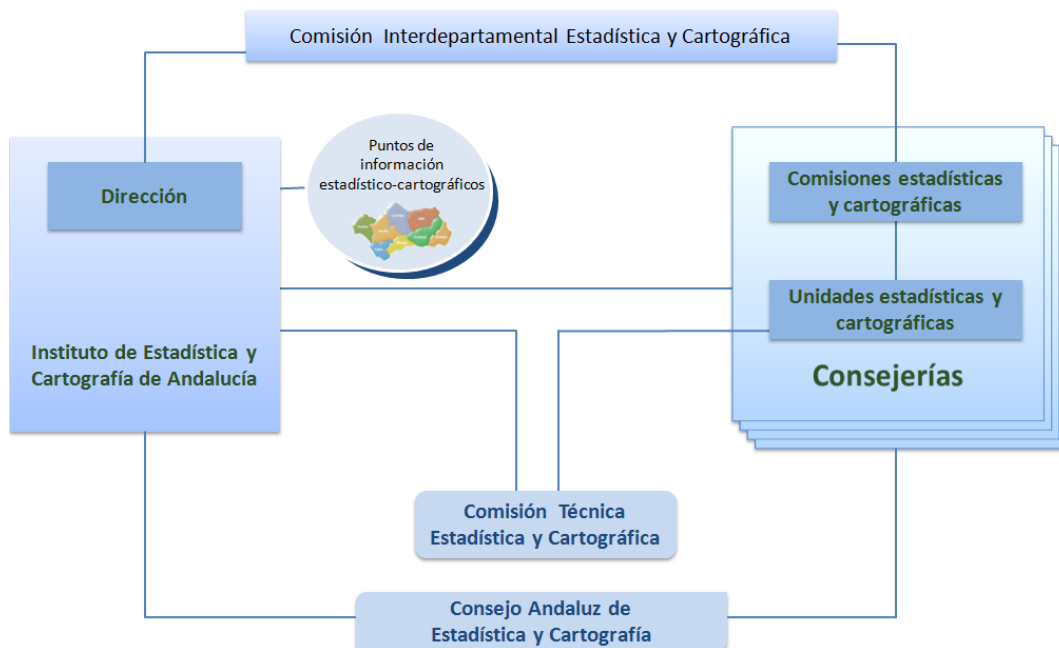 Comisión Interdepartamental Estadística y Cartográfica
Dirección
Puntos de
información
estadístico-cartográficos
Comisiones estadísticas
y cartográficas
Unidades estadísticas y
cartográficas
Consejerías
Instituto de Estadística y
Cartografía de Andalucía
Comisión Técnica
Estadística y Cartográfica
Consejo Andaluz de
Estadística y Cartografía